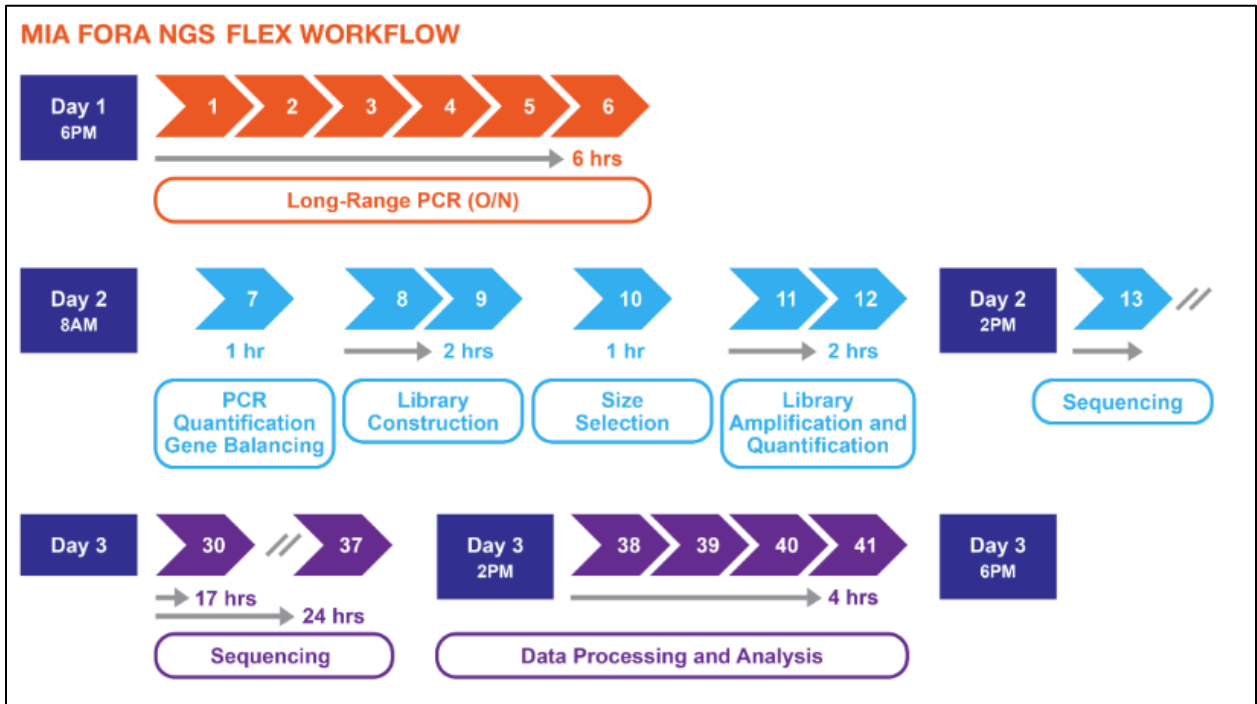 MIA FORA NGS FLEX WORKFLOW
Day 1
6PM
1 2 3 4 5 6
6 hrs
Long-Range PCR (O/N)
Day 2
8AM
7
1 hr
PCR
Quantification
Gene Balancing
8 9
2 hrs
Library
Construction
10
1 hr
Size
Selection
11 12
2 hrs
Library
Amplification and
Quantification
Day 2
2PM
13
Sequencing
Day 3
30 37
17 hrs
24 hrs
Sequencing
Day 3
2PM
38 39 40 41
4 hrs
Data Processing and Analysis
Day 3
6PM